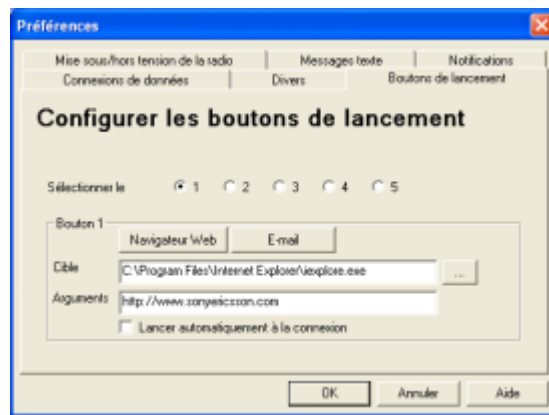 Préférences
Mise sous/hors tension de la radio Messages texte Notifications
Connexions de données Divers Boutons de lancement
Configurer les boutons de lancement
Sélectionner le 1 2 3 4 5
Bouton 1
Navigateur Web E-mail
Cible C:\Program Files\Internet Explorer\iexplore.exe ...
Arguments http://www.sonyericsson.com
Lancer automatiquement à la connexion
OK Annuler Aide